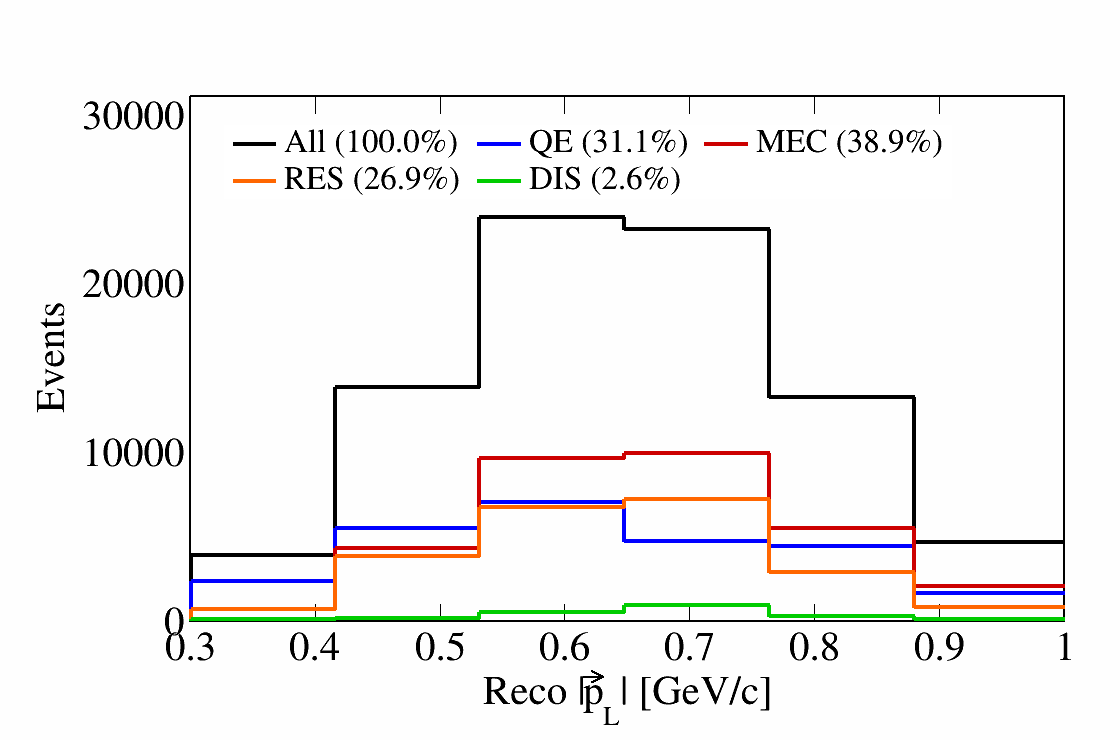 30000
20000
10000
0
Events
All (100.0%) QE (31.1%) MEC (38.9%)
RES (26.9%) DIS (2.6%)
0.3 0.4 0.5 0.6 0.7 0.8 0.9 1
Reco |p⃗_L| [GeV/c]